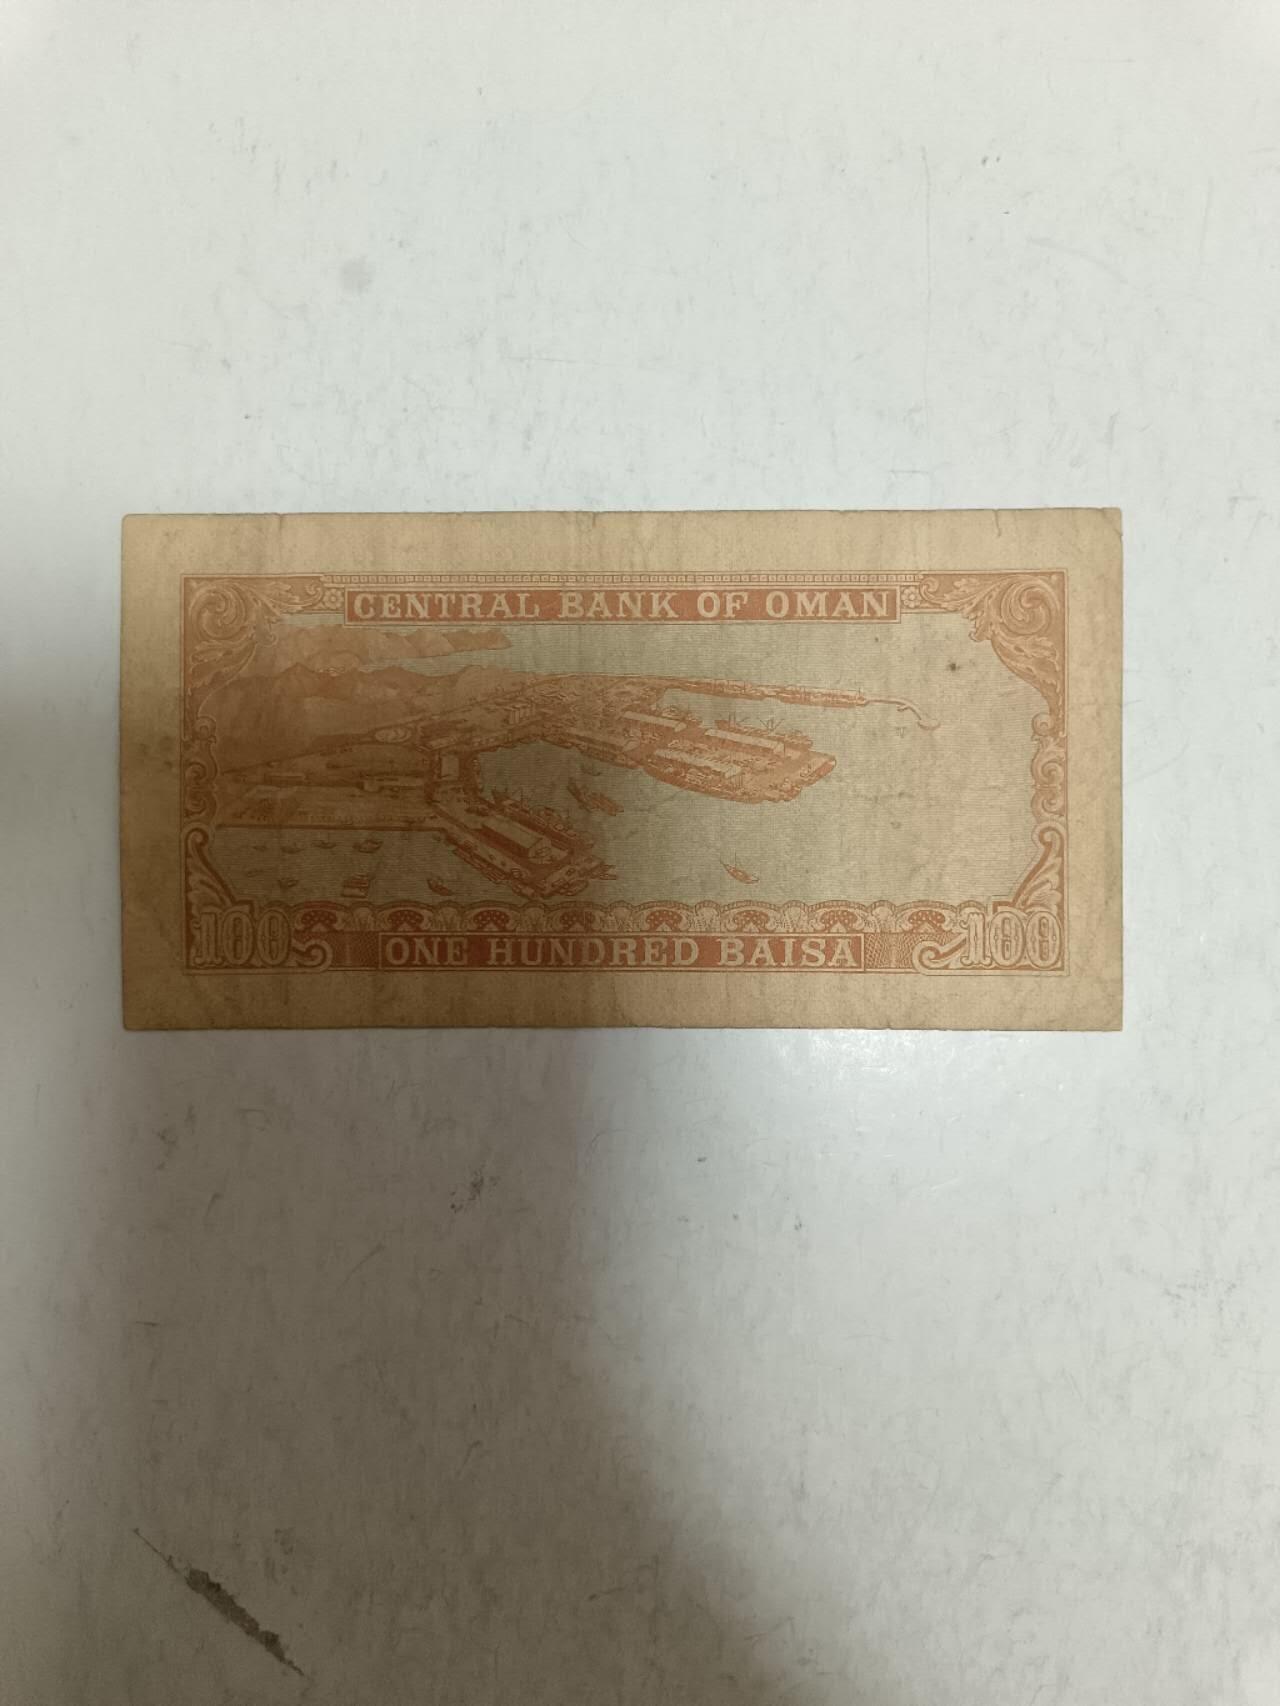 CENTRAL BANK OF OMAN
100 ONE HUNDRED BAISA 100